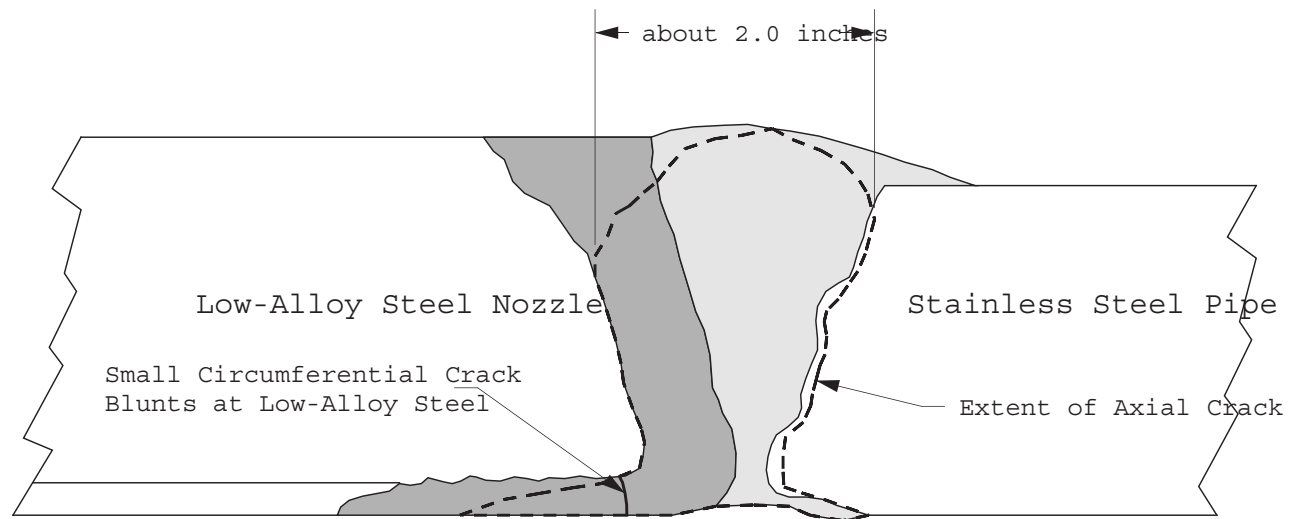 about 2.0 inches
Low-Alloy Steel Nozzle
Stainless Steel Pipe
Small Circumferential Crack
Blunts at Low-Alloy Steel
Extent of Axial Crack